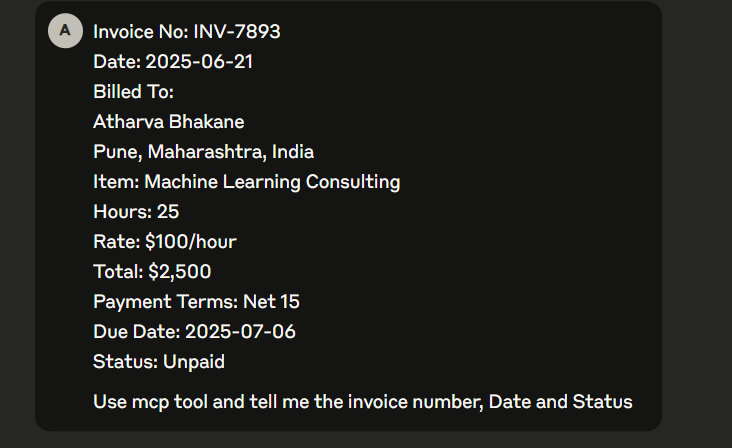 A
Invoice No: INV-7893
Date: 2025-06-21
Billed To:
Atharva Bhakane
Pune, Maharashtra, India
Item: Machine Learning Consulting
Hours: 25
Rate: $100/hour
Total: $2,500
Payment Terms: Net 15
Due Date: 2025-07-06
Status: Unpaid
Use mcp tool and tell me the invoice number, Date and Status